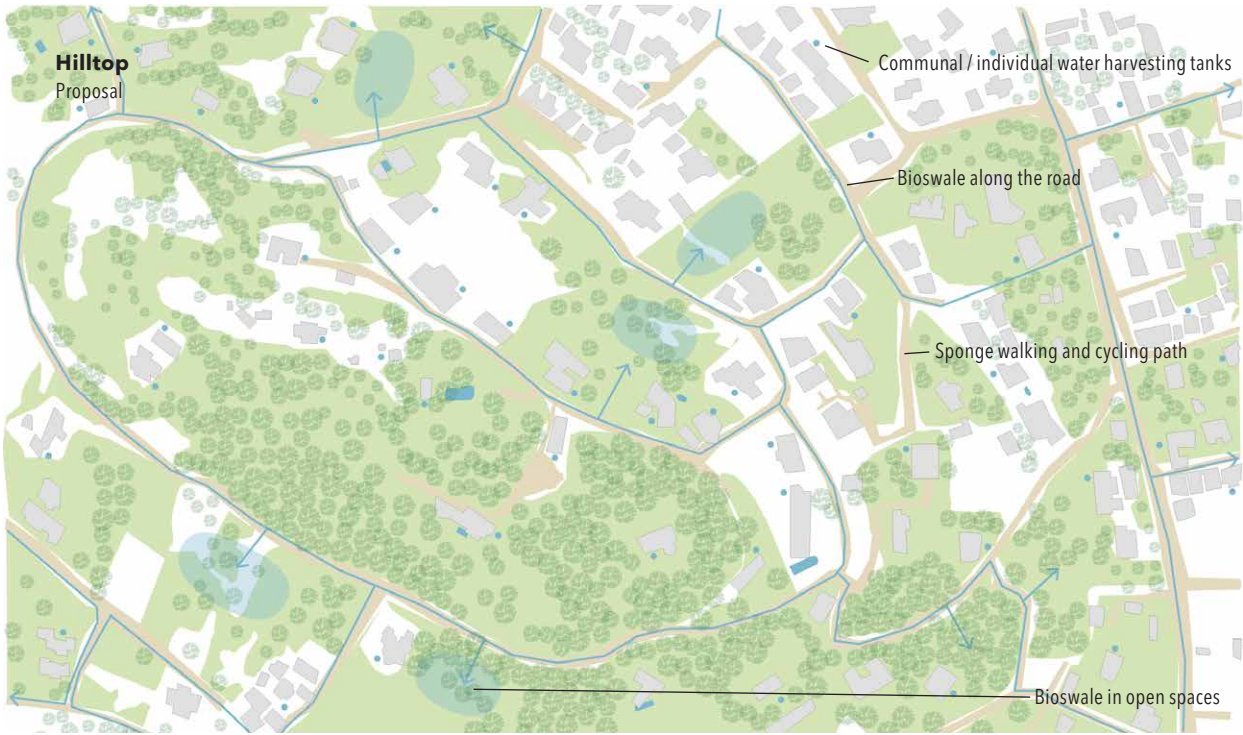 Hilltop
Proposal
Communal / individual water harvesting tanks
Bioswale along the road
Sponge walking and cycling path
Bioswale in open spaces